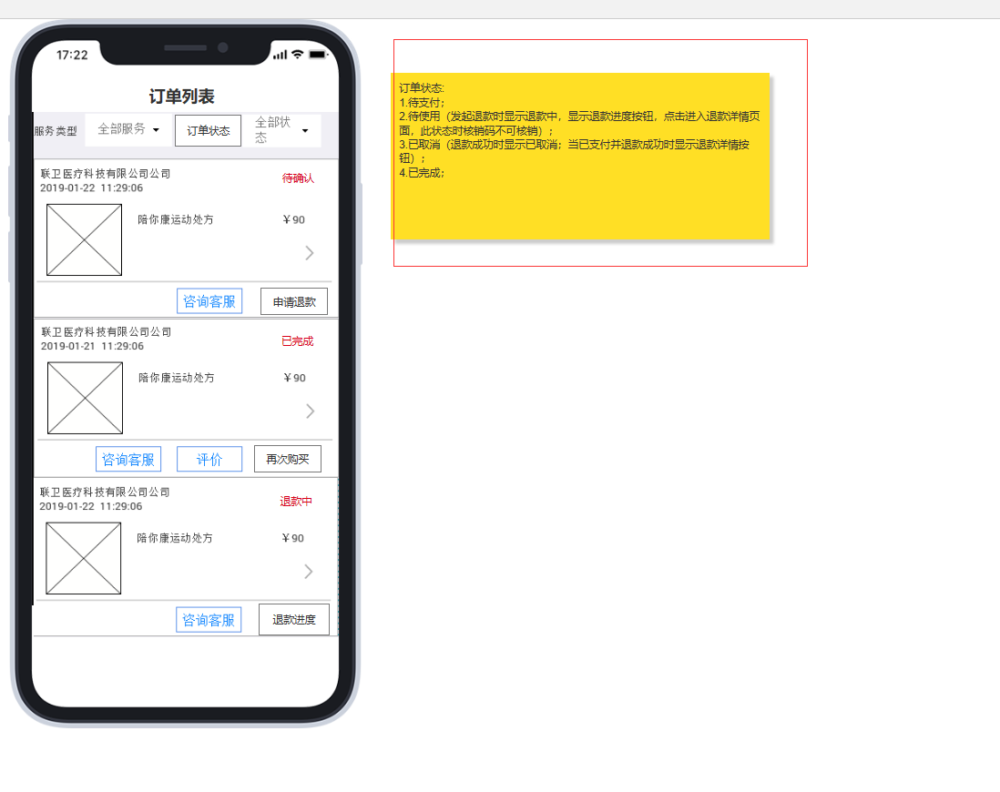 17:22
订单列表
服务类型
全部服务
订单状态
全部状
态
联卫医疗科技有限公司公司
待确认
2019-01-22 11:29:06
陪你康运动处方
¥90
咨询客服
申请退款
联卫医疗科技有限公司公司
已完成
2019-01-21 11:29:06
陪你康运动处方
¥90
咨询客服
评价
再次购买
联卫医疗科技有限公司公司
退款中
2019-01-22 11:29:06
陪你康运动处方
¥90
咨询客服
退款进度
订单状态:
1.待支付；
2.待使用（发起退款时显示退款中，显示退款进度按钮，点击进入退款详情页
面，此状态时核销码不可核销）；
3.已取消（退款成功时显示已取消；当已支付并退款成功时显示退款详情按
钮）；
4.已完成；